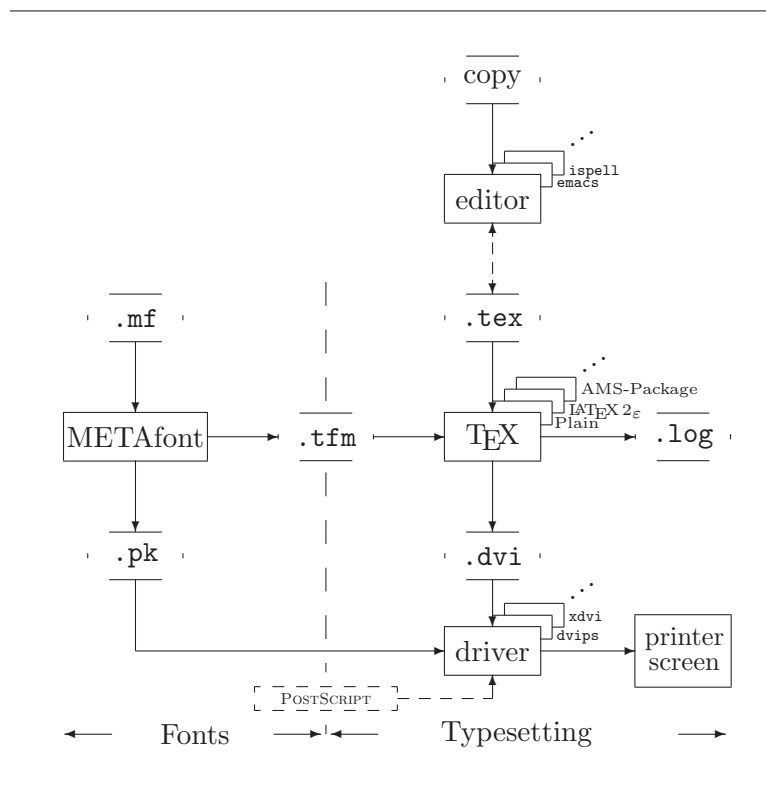 copy
ispell
emacs
editor
.mf
.tex
AMS-Package
LATEX 2ε
Plain
METAfont
.tfm
TEX
.log
.pk
.dvi
xdvi
dvips
driver
printer
screen
POSTSCRIPT
Fonts
Typesetting